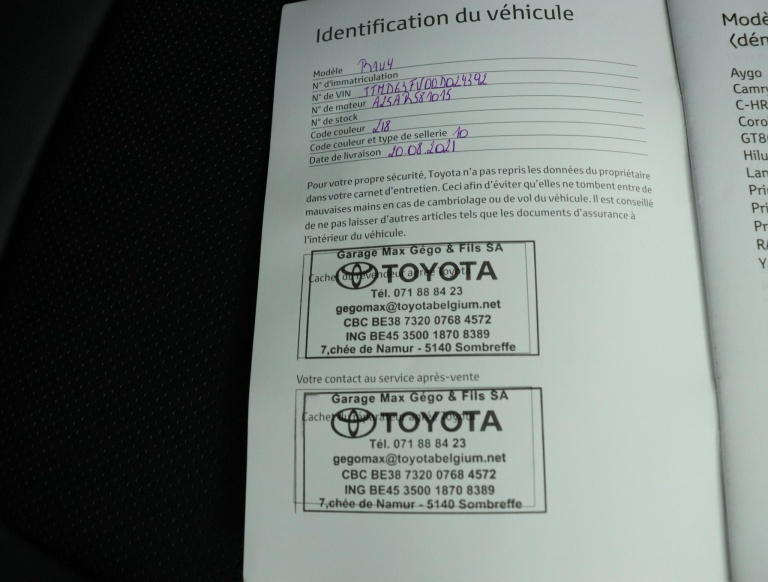 Identification du véhicule
Modèle RAV4
N° d'immatriculation
N° de VIN
N° de moteur
N° de stock
Code couleur 218
Code couleur et type de sellerie 10
Date de livraison 20.08.2021
Pour votre propre sécurité, Toyota n'a pas repris les données du propriétaire
dans votre carnet d'entretien. Ceci afin d'éviter qu'elles ne tombent entre de
mauvaises mains en cas de cambriolage ou de vol du véhicule. Il est conseillé
de ne pas laisser d'autres articles tels que les documents d'assurance à
l'intérieur du véhicule.
Garage Max Gégo & Fils SA
TOYOTA
Tél. 071 88 84 23
gegomax@toyotabelgium.net
CBC BE38 7320 0768 4572
ING BE45 3500 1870 8389
7,chée de Namur - 5140 Sombreffe
Votre contact au service après-vente
Garage Max Gégo & Fils SA
TOYOTA
Tél. 071 88 84 23
gegomax@toyotabelgium.net
CBC BE38 7320 0768 4572
ING BE45 3500 1870 8389
7,chée de Namur - 5140 Sombreffe
Modè
(dén
Aygo
Camr
C-HR
Coro
GT8
Hilu
Lan
Pri
Pri
Pr
R
Y